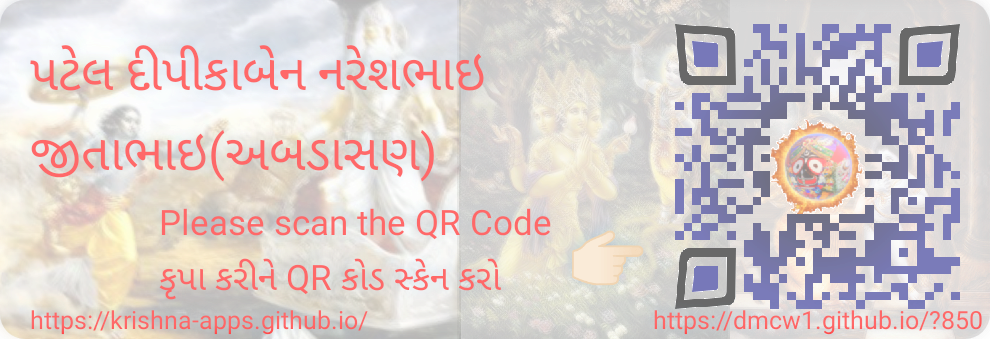 પટેલ દીપીકાબેન નરેશભાઇ
જીતાભાઇ(અબડાસણ)
Please scan the QR Code
કૃપા કરીને QR કોડ સ્કેન કરો
https://krishna-apps.github.io/
https://dmcw1.github.io/?850